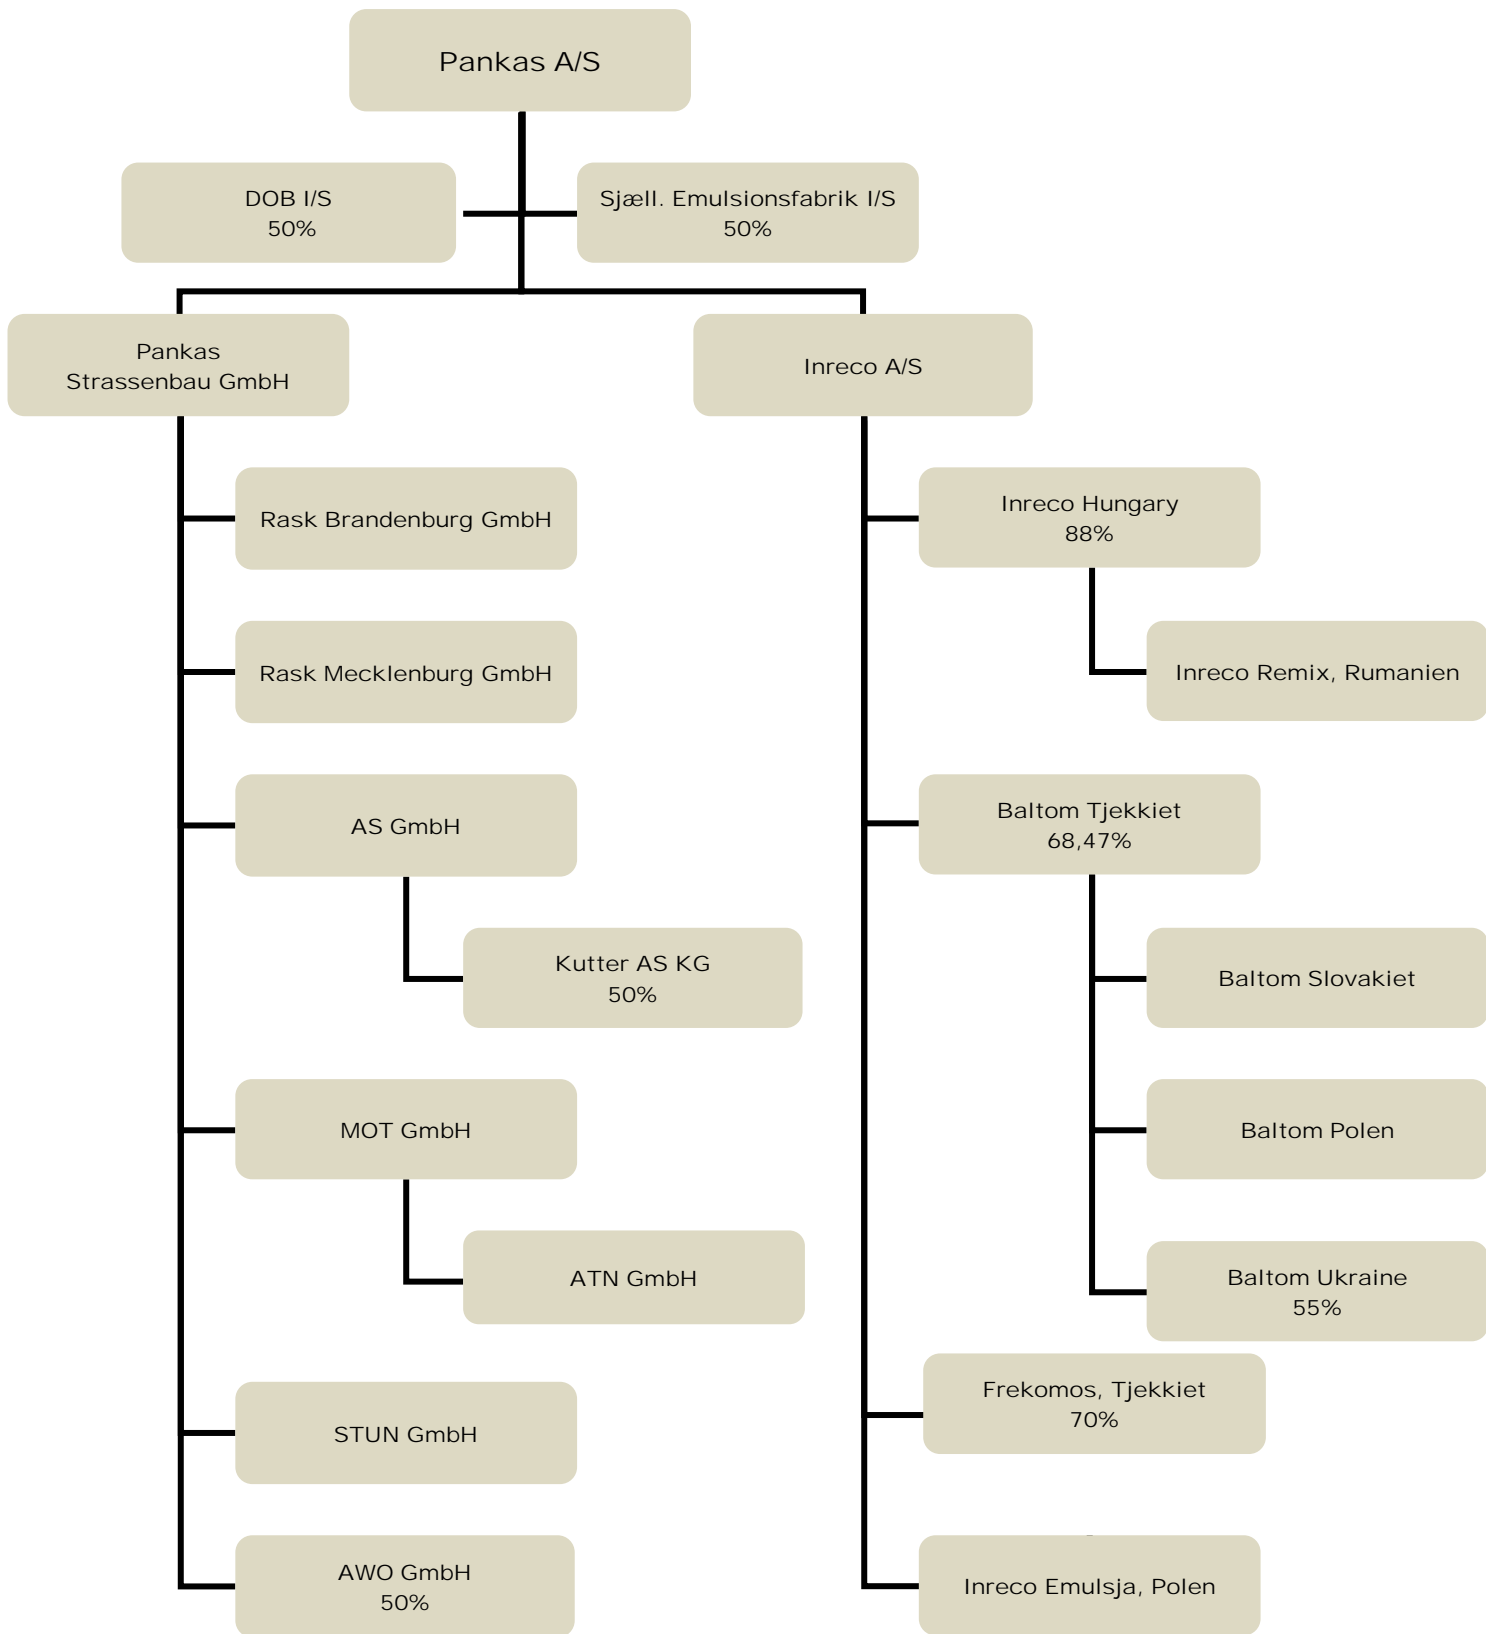 Pankas A/S
DOB I/S
50%
Sjæll. Emulsionsfabrik I/S
50%
Pankas
Strassenbau GmbH
Inreco A/S
Rask Brandenburg GmbH
Rask Mecklenburg GmbH
AS GmbH
Kutter AS KG
50%
MOT GmbH
ATN GmbH
STUN GmbH
AWO GmbH
50%
Inreco Hungary
88%
Inreco Remix, Rumanien
Baltom Tjekkiet
68,47%
Baltom Slovakiet
Baltom Polen
Baltom Ukraine
55%
Frekomos, Tjekkiet
70%
Inreco Emulsja, Polen